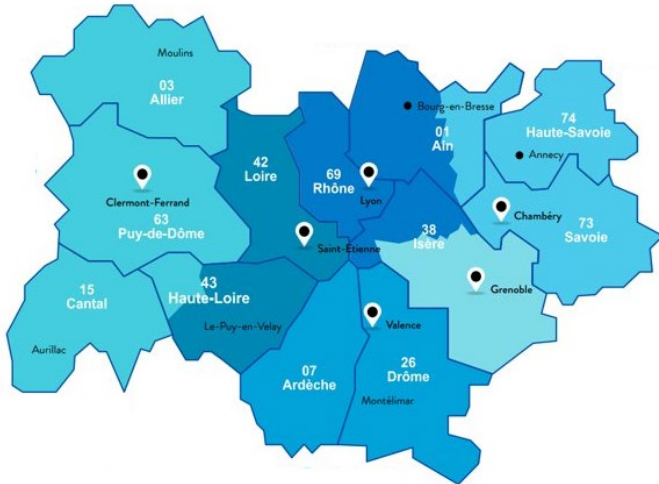 Moulins
03
Allier
Bourg-en-Bresse
01
Ain
74
Haute-Savoie
Annecy
42
Loire
69
Rhône
Lyon
Clermont-Ferrand
63
Puy-de-Dôme
Chambéry
73
Savoie
38
Isère
Saint-Étienne
Grenoble
43
Haute-Loire
15
Cantal
Le-Puy-en-Velay
Valence
Aurillac
07
Ardèche
26
Drôme
Montélimar